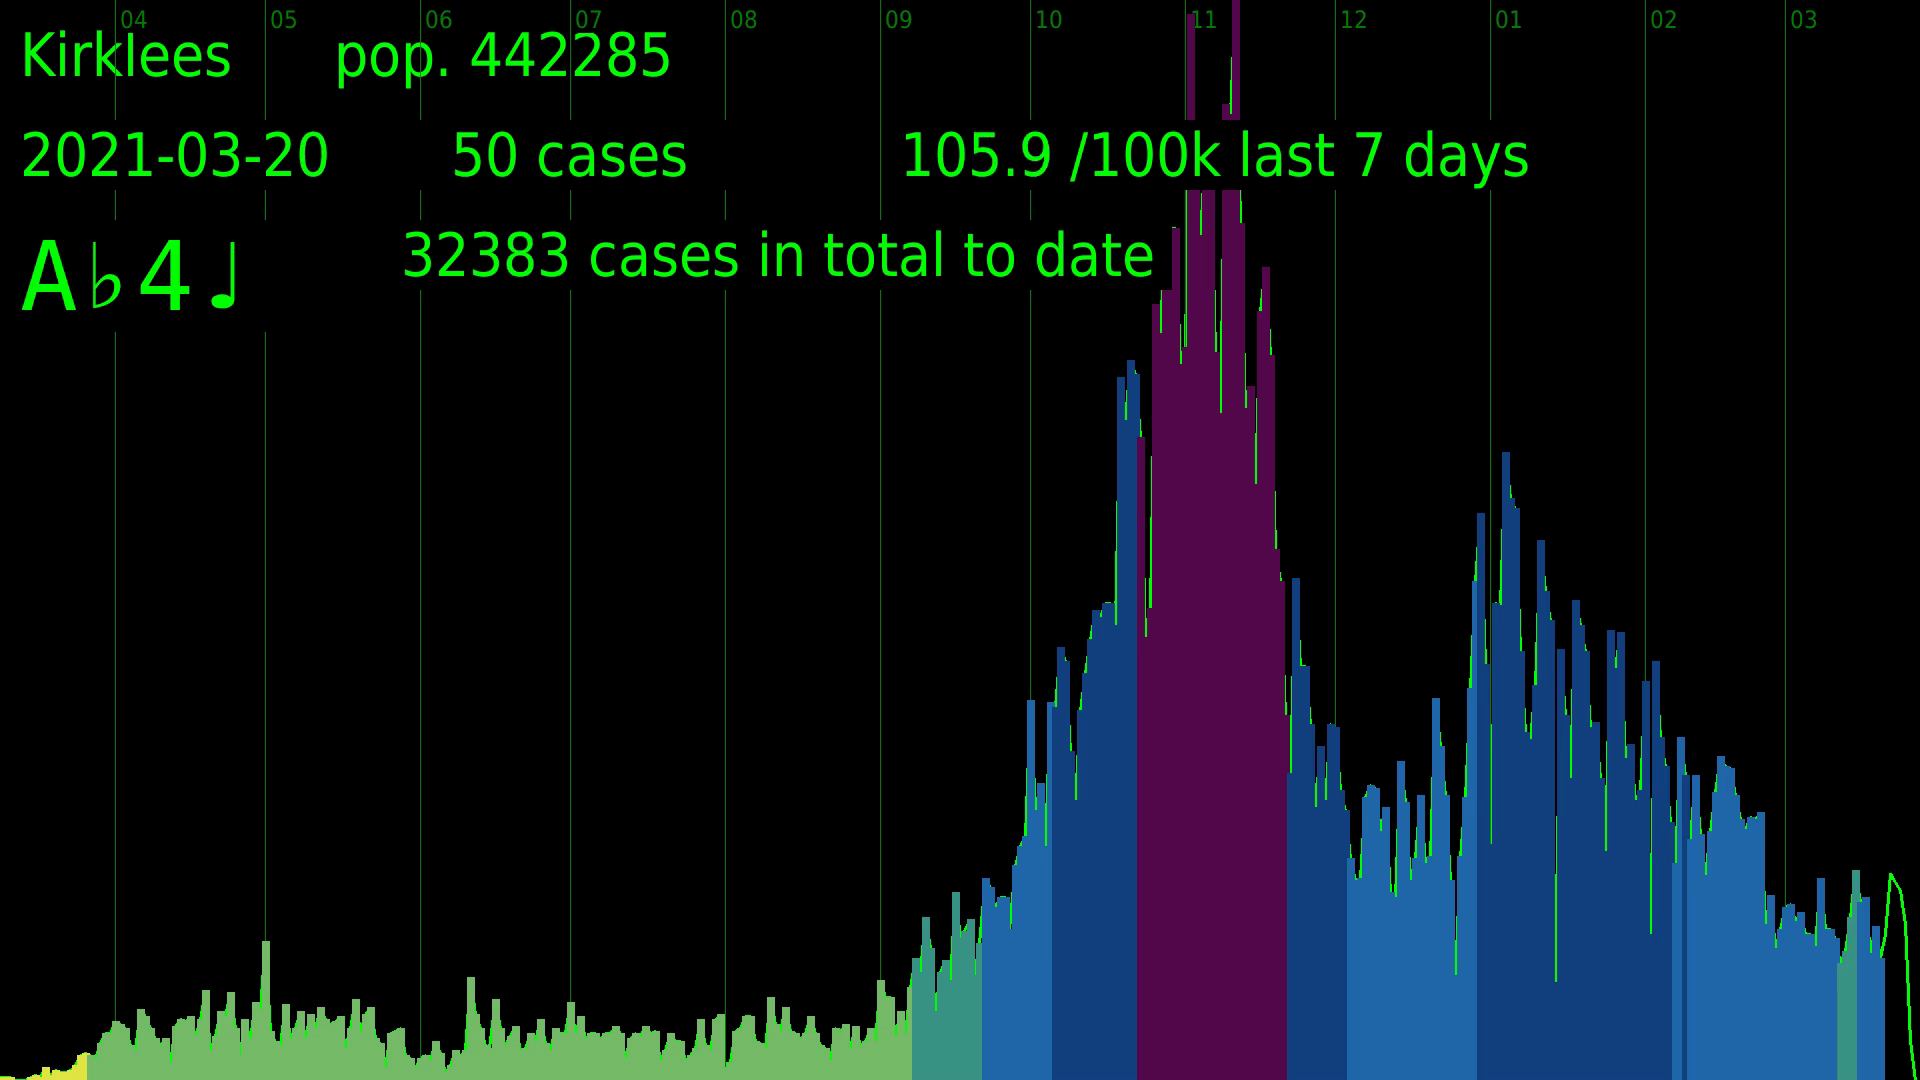 04 05 06 07 08 09 10 11 12 01 02 03
Kirklees pop. 442285
2021-03-20 50 cases 105.9 /100k last 7 days
A♭4♩ 32383 cases in total to date